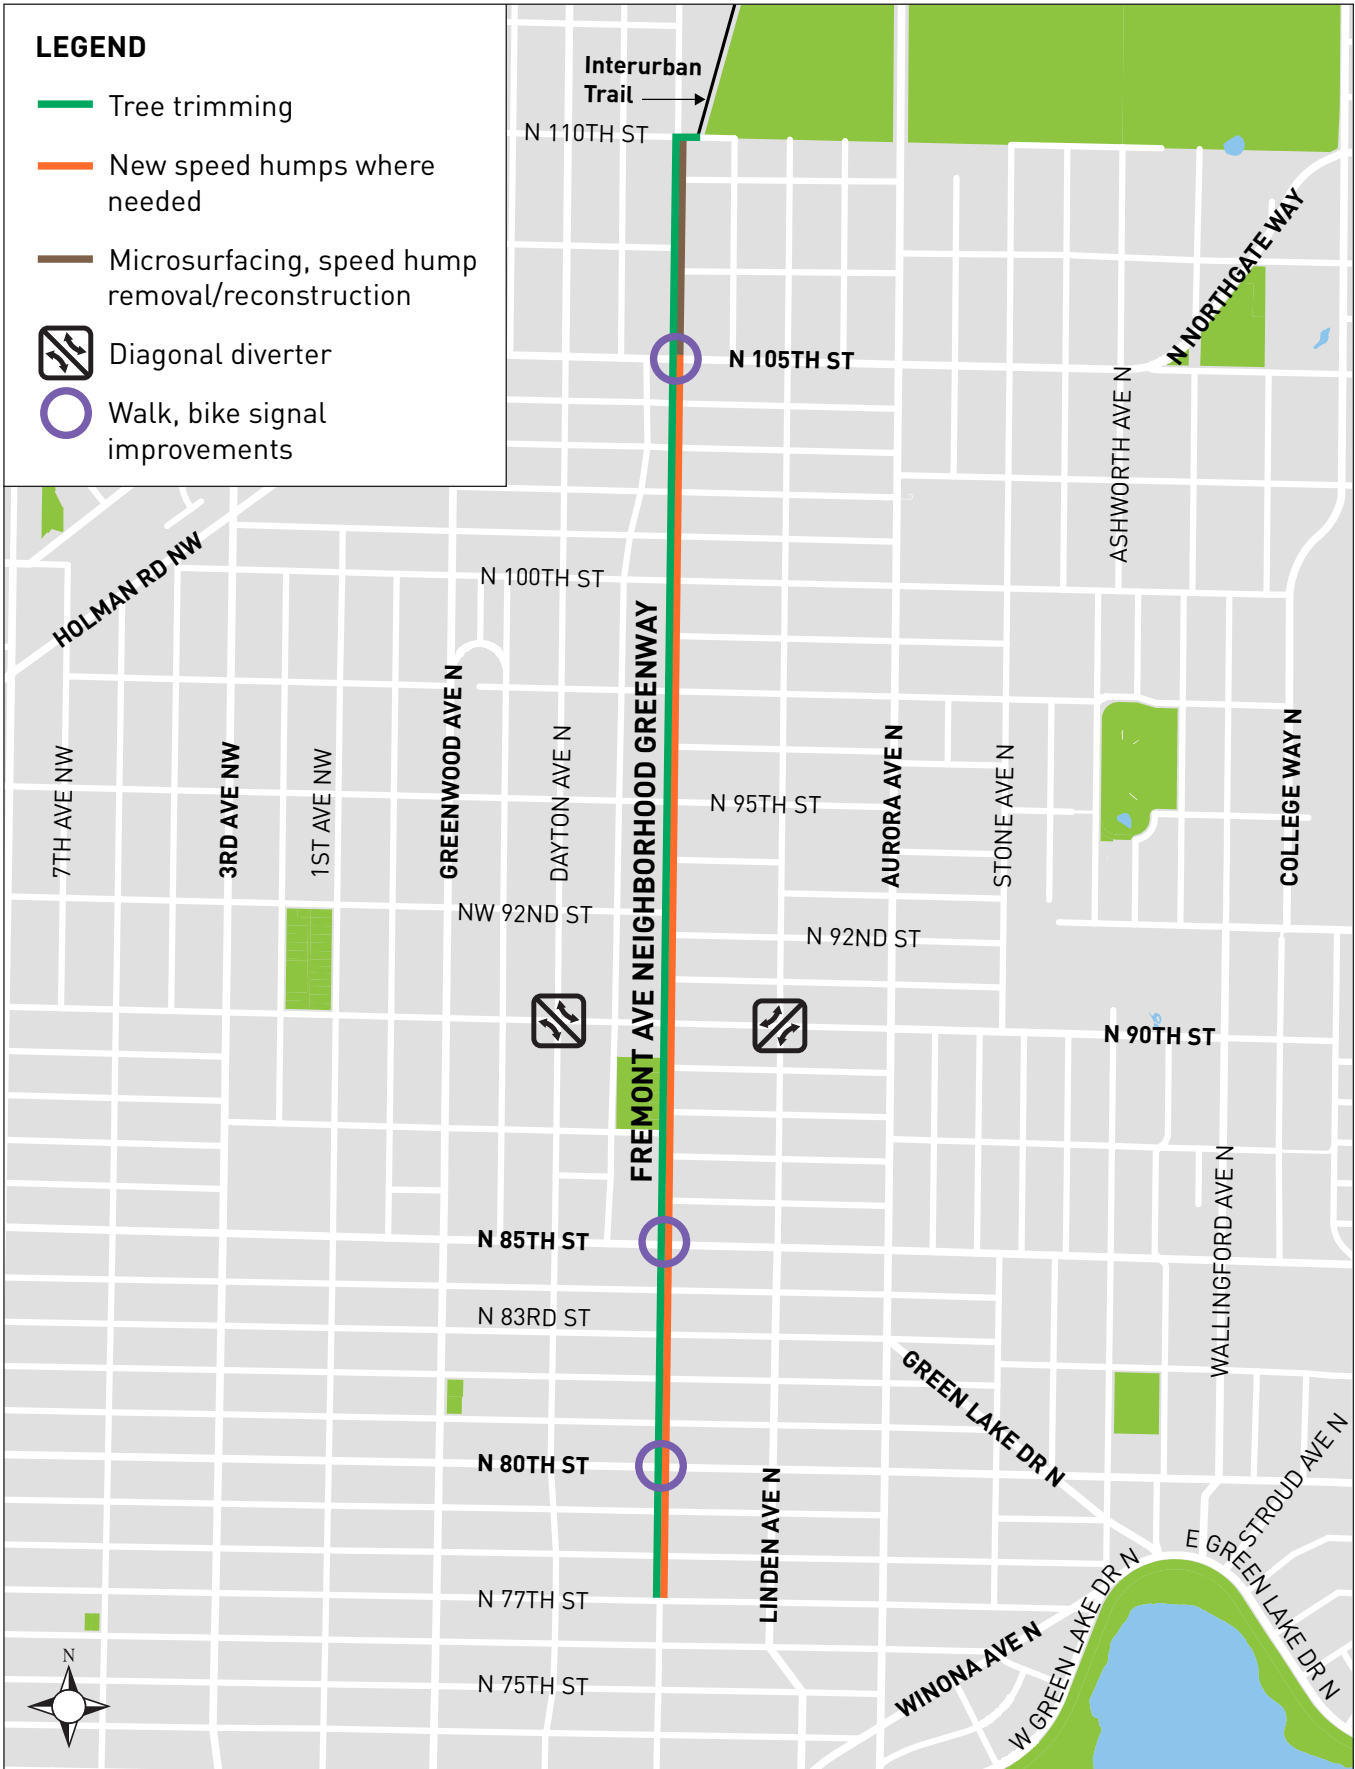 LEGEND
Tree trimming
New speed humps where
needed
Microsurfacing, speed hump
removal/reconstruction
Diagonal diverter
Walk, bike signal
improvements
Interurban
Trail
N 110TH ST
N NORTHGATE WAY
N 105TH ST
ASHWORTH AVE N
HOLMAN RD NW
N 100TH ST
FREMONT AVE NEIGHBORHOOD GREENWAY
7TH AVE NW
3RD AVE NW
1ST AVE NW
GREENWOOD AVE N
DAYTON AVE N
N 95TH ST
AURORA AVE N
STONE AVE N
COLLEGE WAY N
NW 92ND ST
N 92ND ST
N 90TH ST
WALLINGFORD AVE N
N 85TH ST
N 83RD ST
GREEN LAKE DR N
N 80TH ST
STROUD AVE N
LINDEN AVE N
E GREEN LAKE DR N
W GREEN LAKE DR N
N 77TH ST
WINONA AVE N
N 75TH ST
N